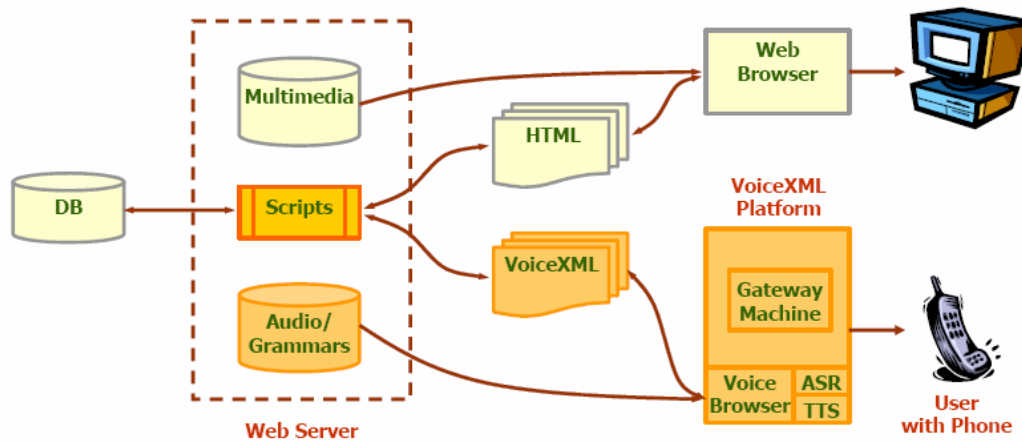 Web
Browser
Multimedia
HTML
DB
Scripts
VoiceXML
Platform
VoiceXML
Gateway
Machine
Audio/
Grammars
Voice
Browser
ASR
TTS
User
with Phone
Web Server